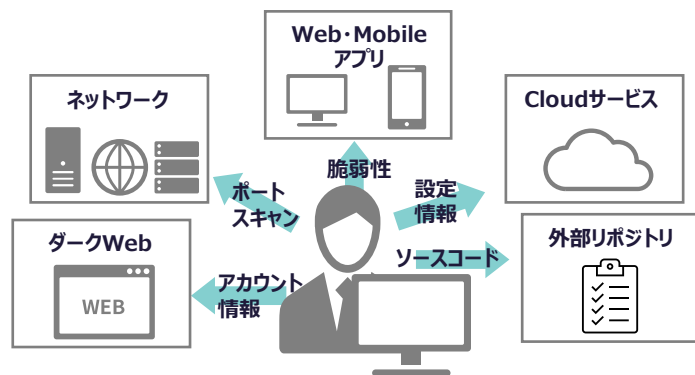 Web・Mobile
アプリ
ネットワーク
Cloudサービス
脆弱性
ポート
スキャン
設定
情報
ダークWeb
外部リポジトリ
ソースコード
アカウント
情報
WEB